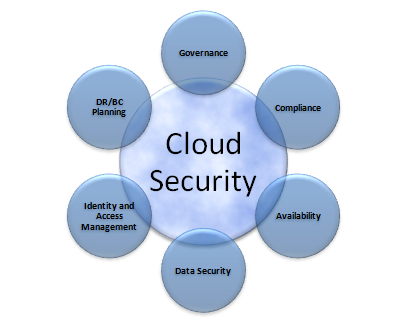 Governance
DR/BC
Planning
Compliance
Cloud
Security
Identity and
Access
Management
Availability
Data Security